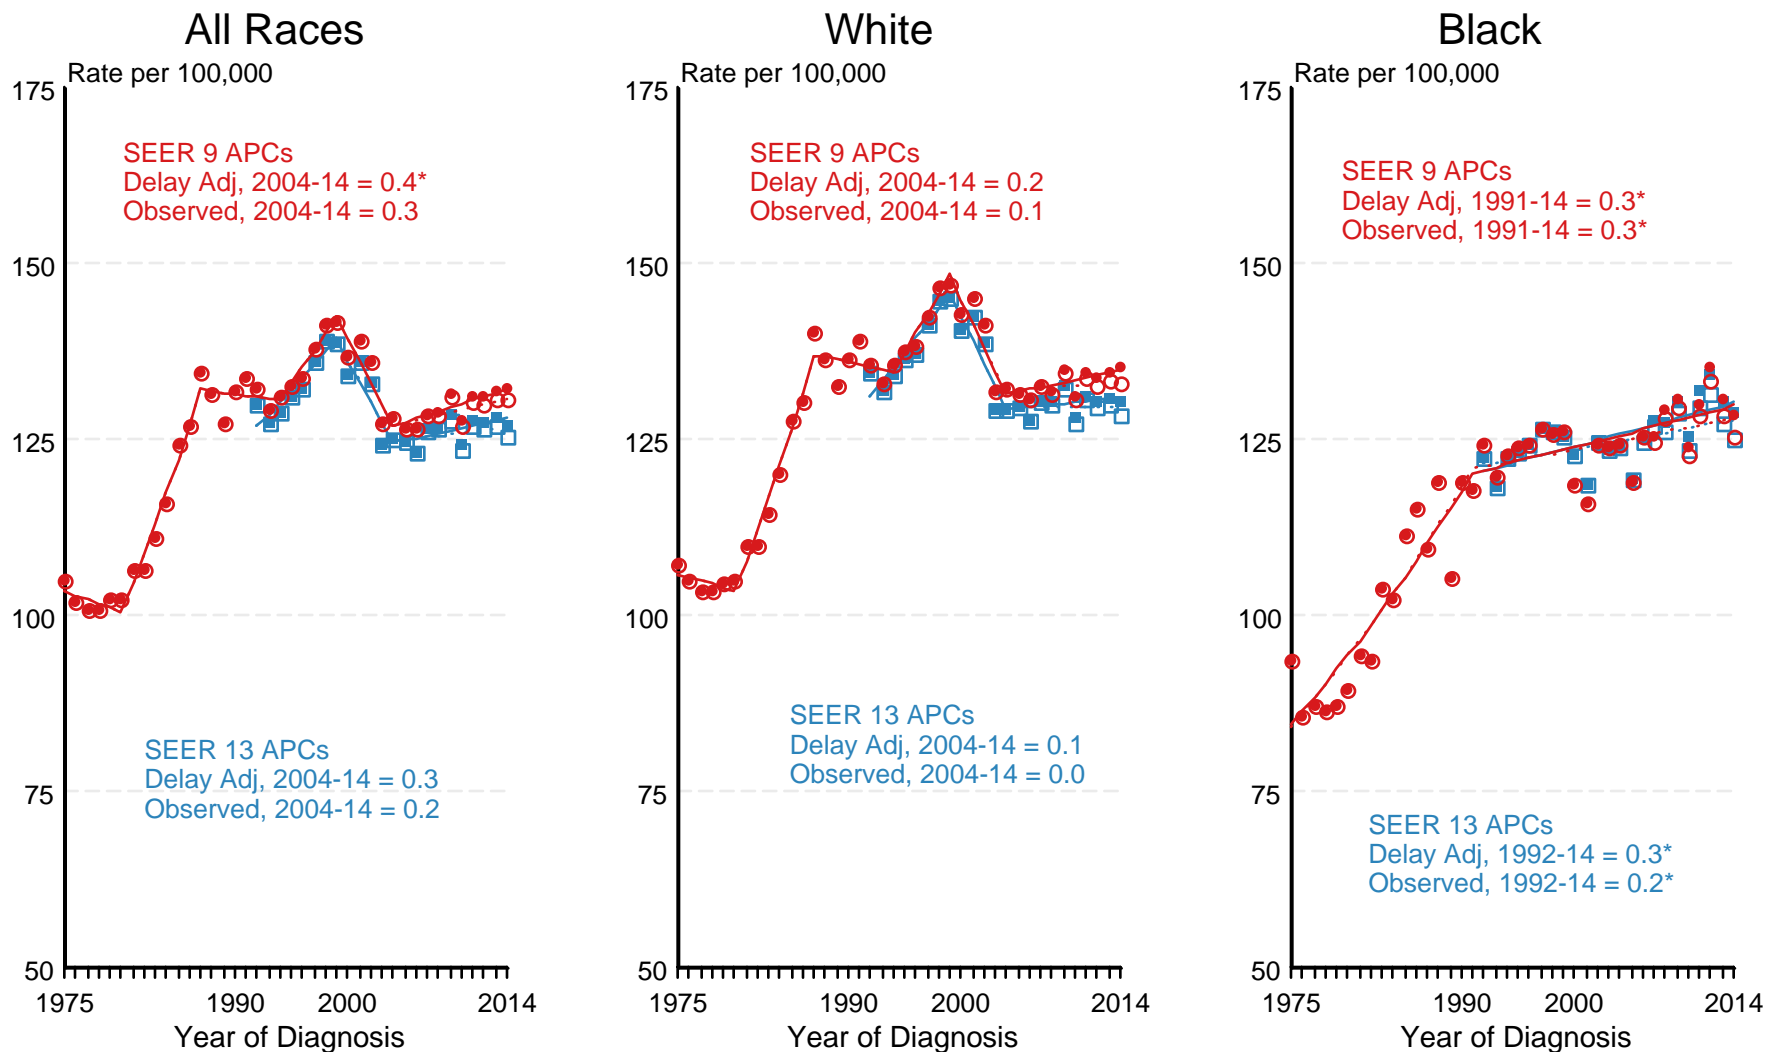 All Races
Rate per 100,000
175
150
125
100
75
50
SEER 9 APCs
Delay Adj, 2004-14 = 0.4*
Observed, 2004-14 = 0.3
SEER 13 APCs
Delay Adj, 2004-14 = 0.3
Observed, 2004-14 = 0.2
1975 1990 2000 2014
Year of Diagnosis
White
Rate per 100,000
175
150
125
100
75
50
SEER 9 APCs
Delay Adj, 2004-14 = 0.2
Observed, 2004-14 = 0.1
SEER 13 APCs
Delay Adj, 2004-14 = 0.1
Observed, 2004-14 = 0.0
1975 1990 2000 2014
Year of Diagnosis
Black
Rate per 100,000
175
150
125
100
75
50
SEER 9 APCs
Delay Adj, 1991-14 = 0.3*
Observed, 1991-14 = 0.3*
SEER 13 APCs
Delay Adj, 1992-14 = 0.3*
Observed, 1992-14 = 0.2*
1975 1990 2000 2014
Year of Diagnosis